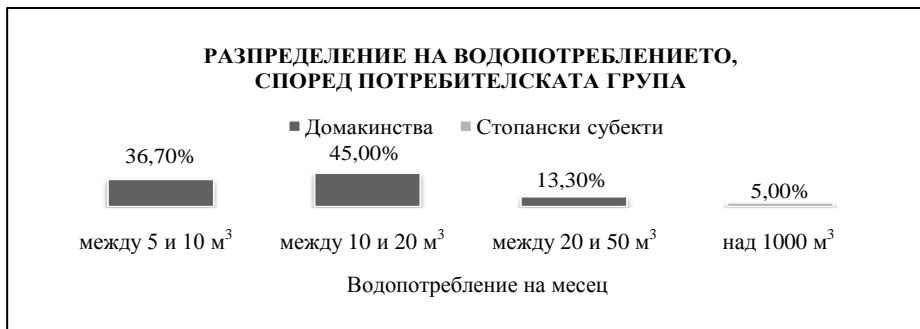 РАЗПРЕДЕЛЕНИЕ НА ВОДОПОТРЕБЛЕНИЕТО,
СПОРЕД ПОТРЕБИТЕЛСКАТА ГРУПА
Домакинства Стопански субекти
36,70% 45,00% 13,30% 5,00%
между 5 и 10 м³ между 10 и 20 м³ между 20 и 50 м³ над 1000 м³
Водопотребление на месец